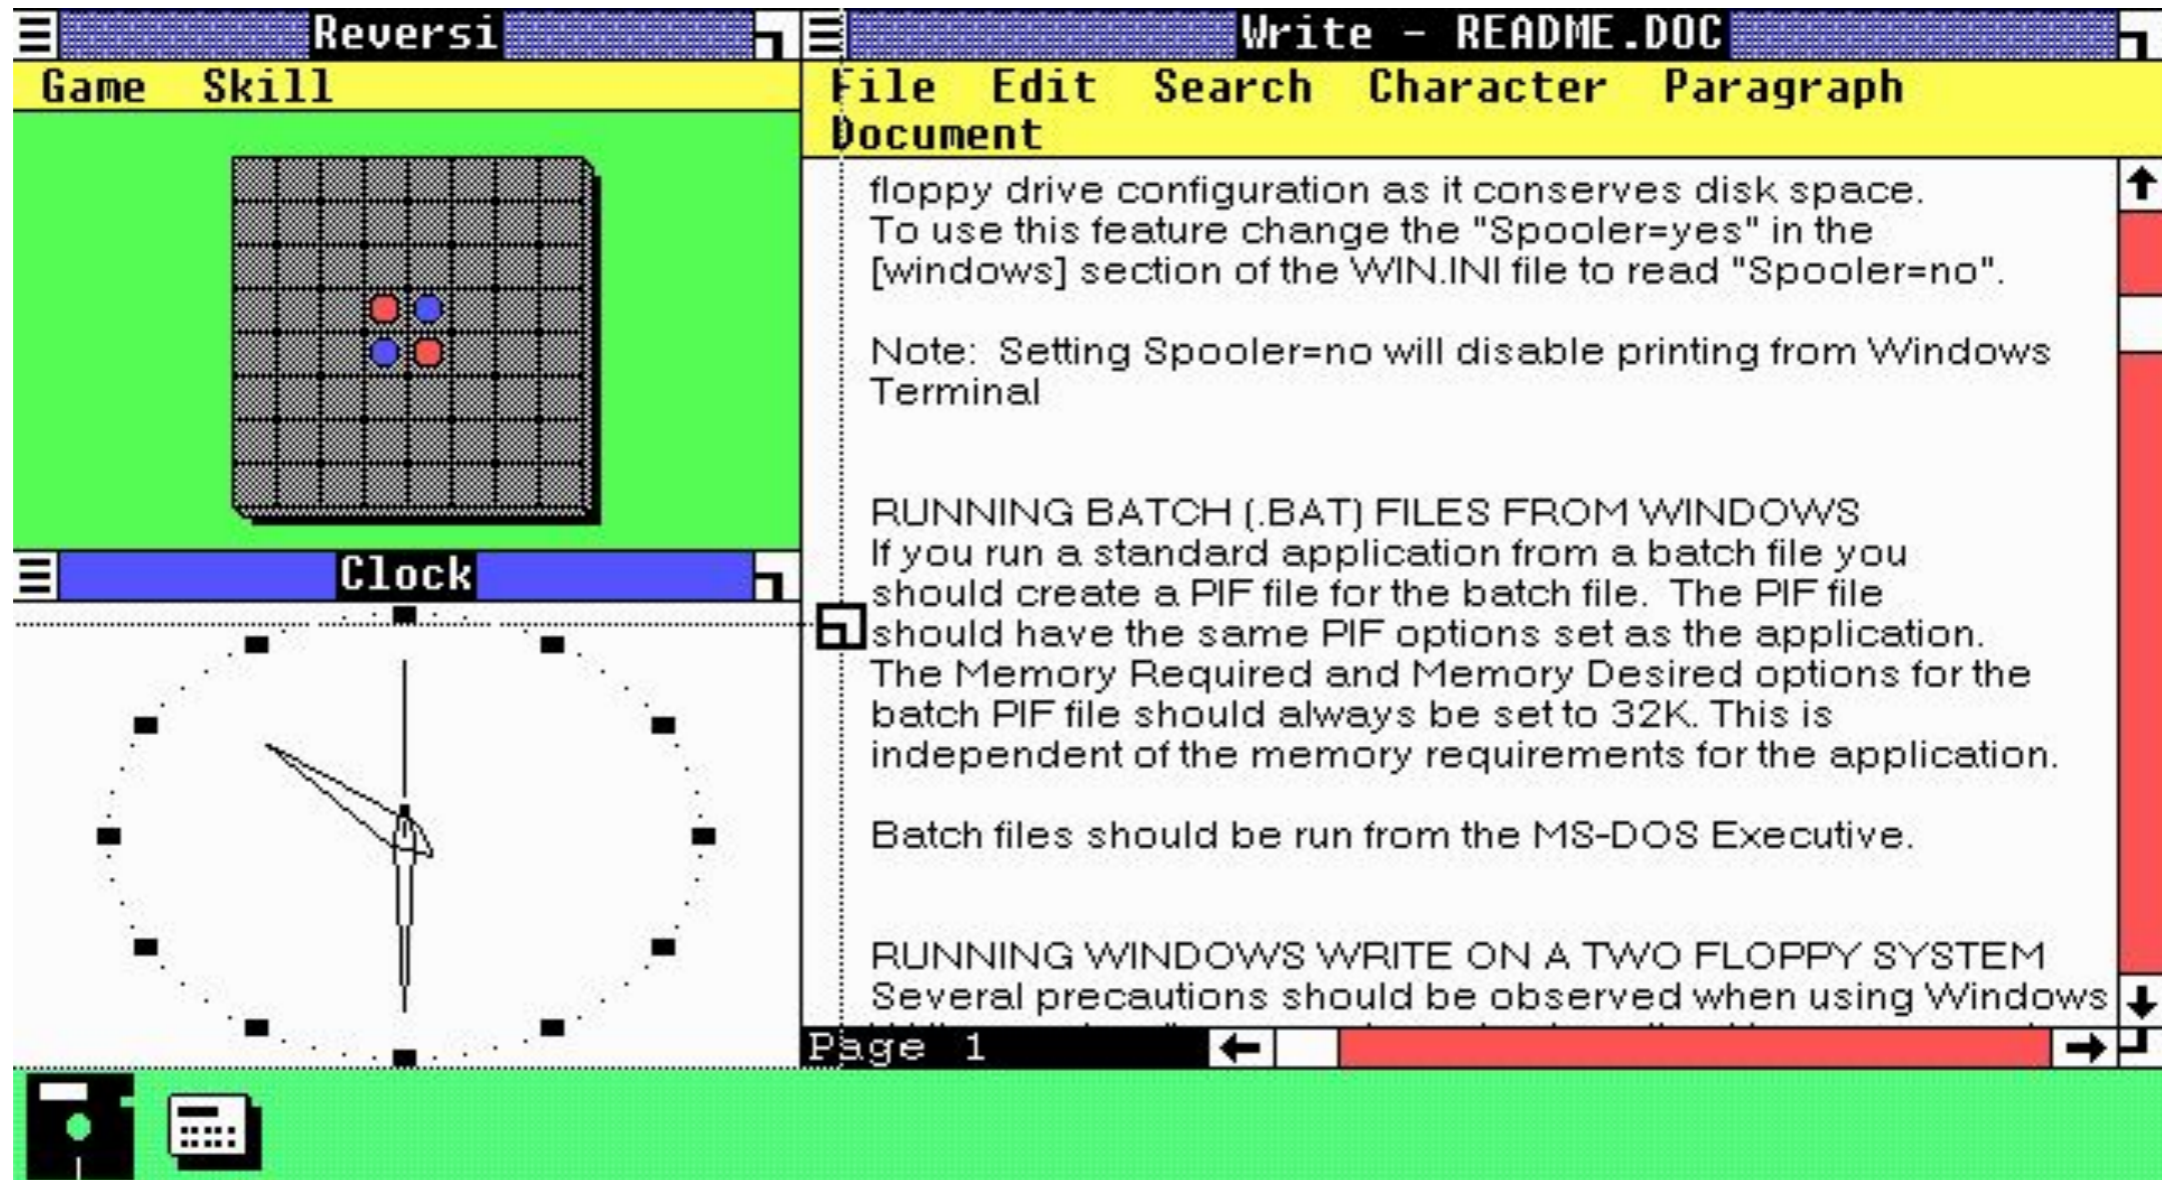 Reversi
Game Skill
Clock
Write - README.DOC
File Edit Search Character Paragraph
Document
floppy drive configuration as it conserves disk space.
To use this feature change the "Spooler=yes" in the
[windows] section of the WIN.INI file to read "Spooler=no".
Note: Setting Spooler=no will disable printing from Windows
Terminal
RUNNING BATCH (.BAT) FILES FROM WINDOWS
If you run a standard application from a batch file you
should create a PIF file for the batch file. The PIF file
should have the same PIF options set as the application.
The Memory Required and Memory Desired options for the
batch PIF file should always be set to 32K. This is
independent of the memory requirements for the application.
Batch files should be run from the MS-DOS Executive.
RUNNING WINDOWS WRITE ON A TWO FLOPPY SYSTEM
Several precautions should be observed when using Windows
Page 1